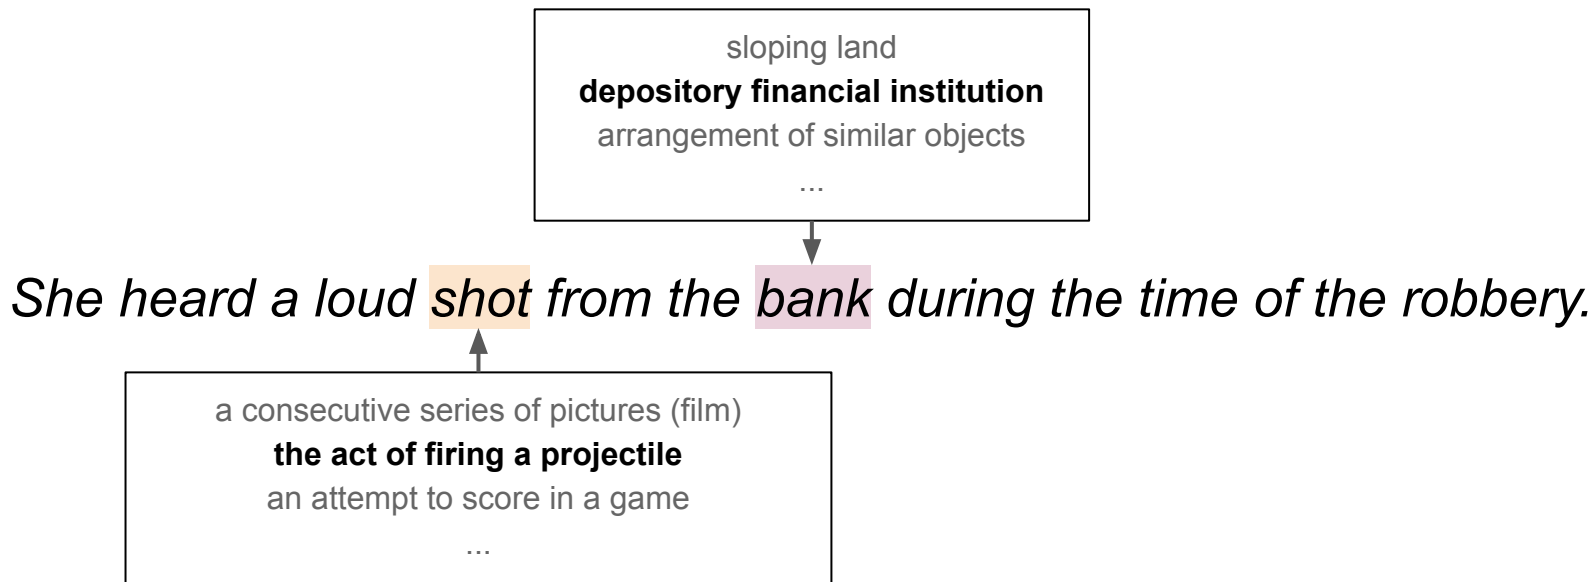 sloping land
depository financial institution
arrangement of similar objects
...
She heard a loud shot from the bank during the time of the robbery.
a consecutive series of pictures (film)
the act of firing a projectile
an attempt to score in a game
...